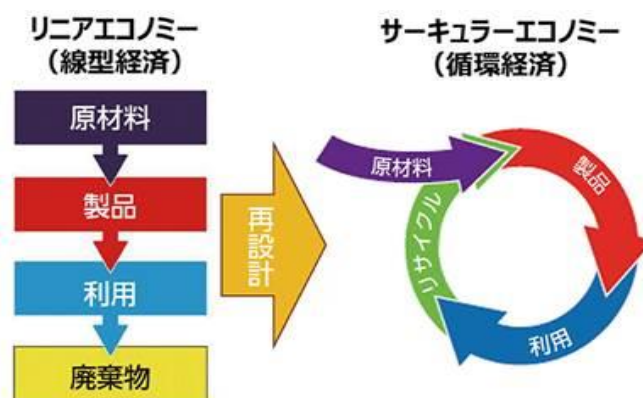 リニアエコノミー
（線型経済）
原材料
製品
利用
廃棄物
再設計
サーキュラーエコノミー
（循環経済）
原材料
製品
利用
リサイクル